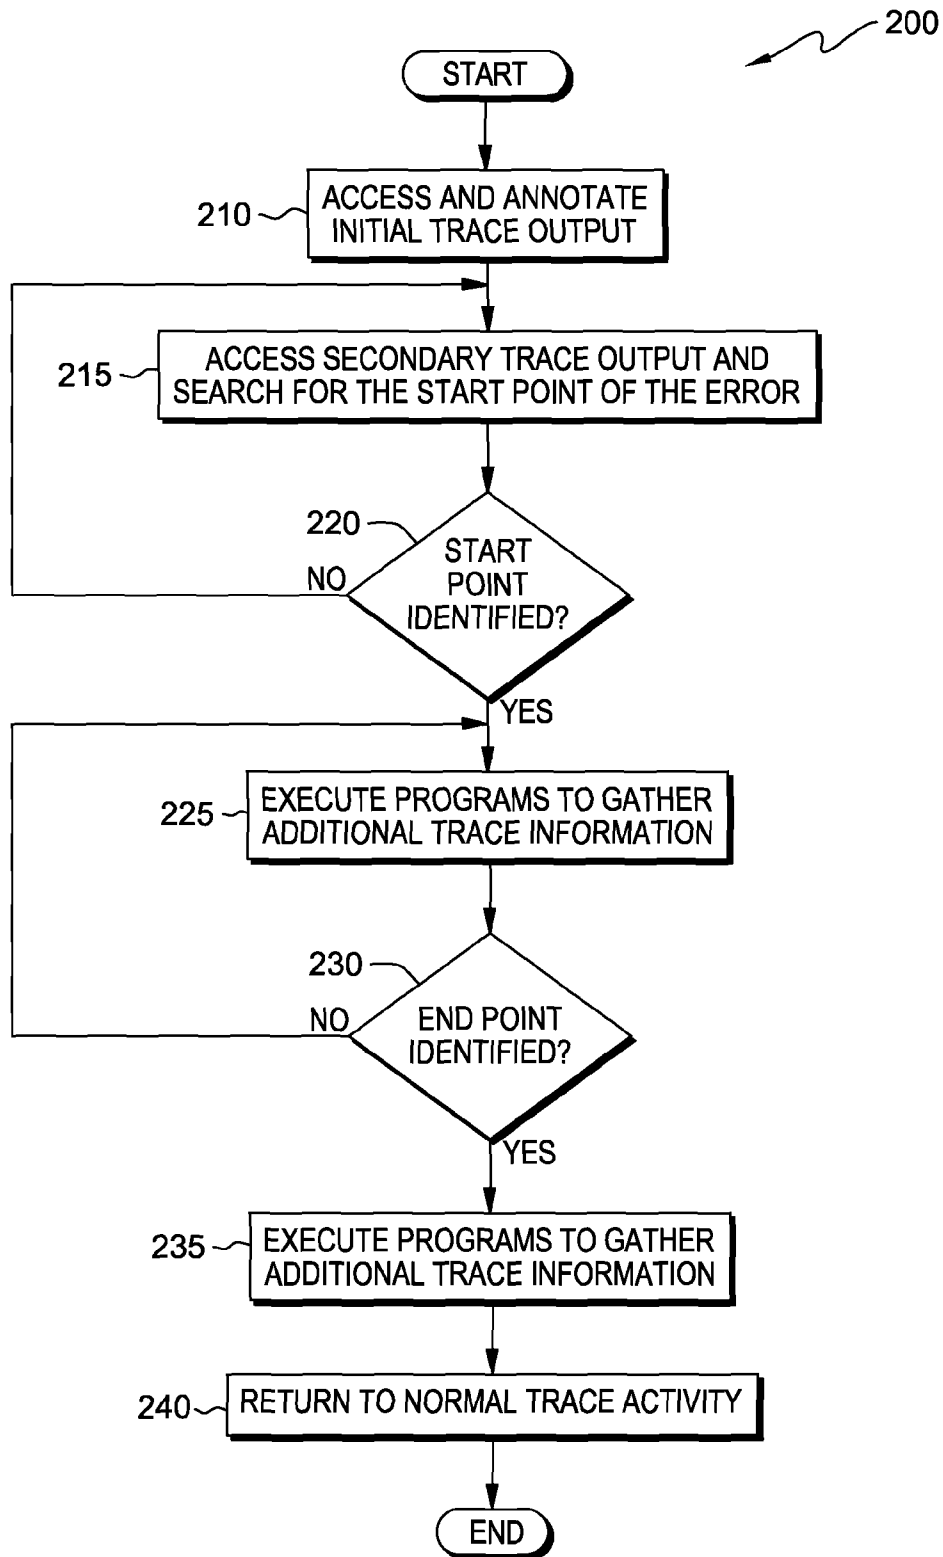 200
START
210
ACCESS AND ANNOTATE
INITIAL TRACE OUTPUT
215
ACCESS SECONDARY TRACE OUTPUT AND
SEARCH FOR THE START POINT OF THE ERROR
220
START
POINT
IDENTIFIED?
NO
YES
225
EXECUTE PROGRAMS TO GATHER
ADDITIONAL TRACE INFORMATION
230
END POINT
IDENTIFIED?
NO
YES
235
EXECUTE PROGRAMS TO GATHER
ADDITIONAL TRACE INFORMATION
240
RETURN TO NORMAL TRACE ACTIVITY
END